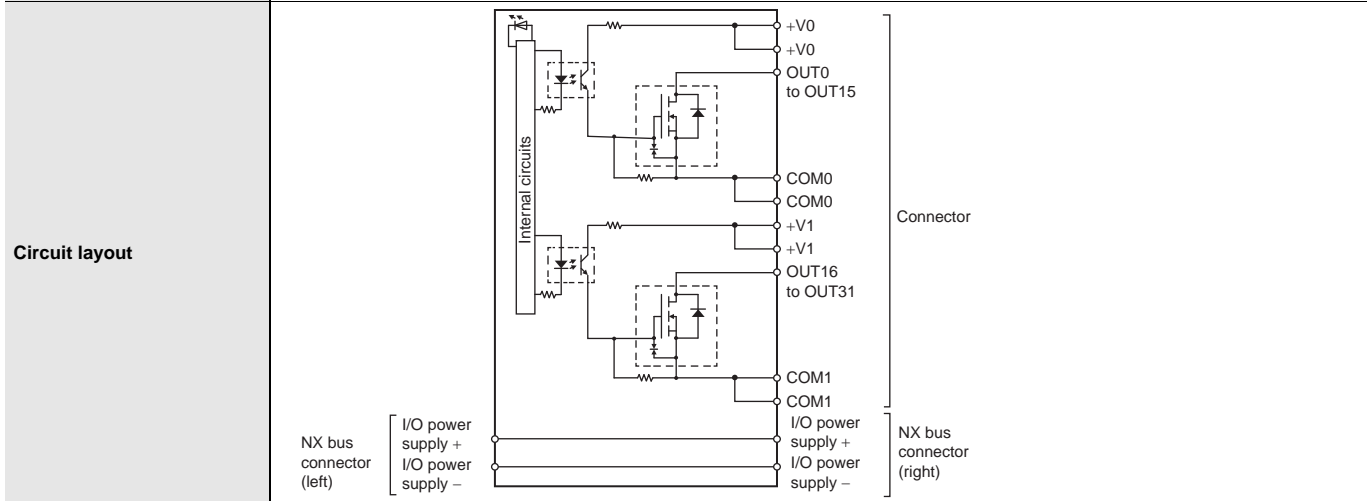 Circuit layout
Internal circuits
+V0
+V0
OUT0
to OUT15
COM0
COM0
+V1
+V1
OUT16
to OUT31
COM1
COM1
Connector
NX bus
connector
(left)
I/O power
supply +
I/O power
supply −
I/O power
supply +
I/O power
supply −
NX bus
connector
(right)